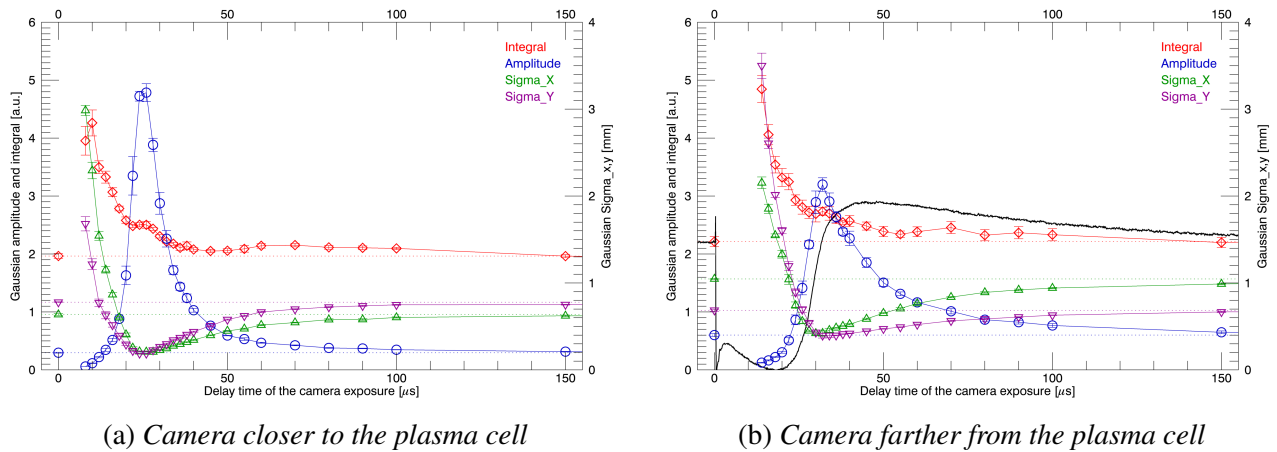 0 50 100 150
6 5 4 3 2 1 0
Gaussian amplitude and integral [a.u.]
Integral
Amplitude
Sigma_X
Sigma_Y
4 3 2 1 0
Gaussian Sigma_x,y [mm]
0 50 100 150
Delay time of the camera exposure [μs]
(a) Camera closer to the plasma cell
0 50 100 150
6 5 4 3 2 1 0
Gaussian amplitude and integral [a.u.]
Integral
Amplitude
Sigma_X
Sigma_Y
4 3 2 1 0
Gaussian Sigma_x,y [mm]
0 50 100 150
Delay time of the camera exposure [μs]
(b) Camera farther from the plasma cell